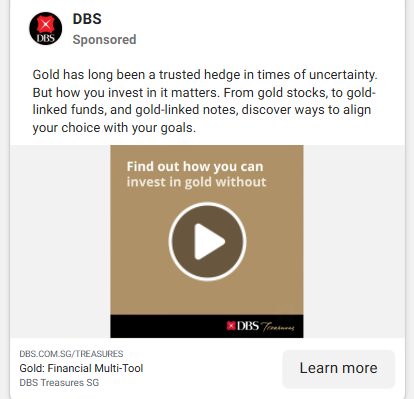 DBS
DBS
Sponsored
Gold has long been a trusted hedge in times of uncertainty.
But how you invest in it matters. From gold stocks, to gold-
linked funds, and gold-linked notes, discover ways to align
your choice with your goals.
Find out how you can
invest in gold without
DBS Treasures
DBS.COM.SG/TREASURES
Gold: Financial Multi-Tool
DBS Treasures SG
Learn more